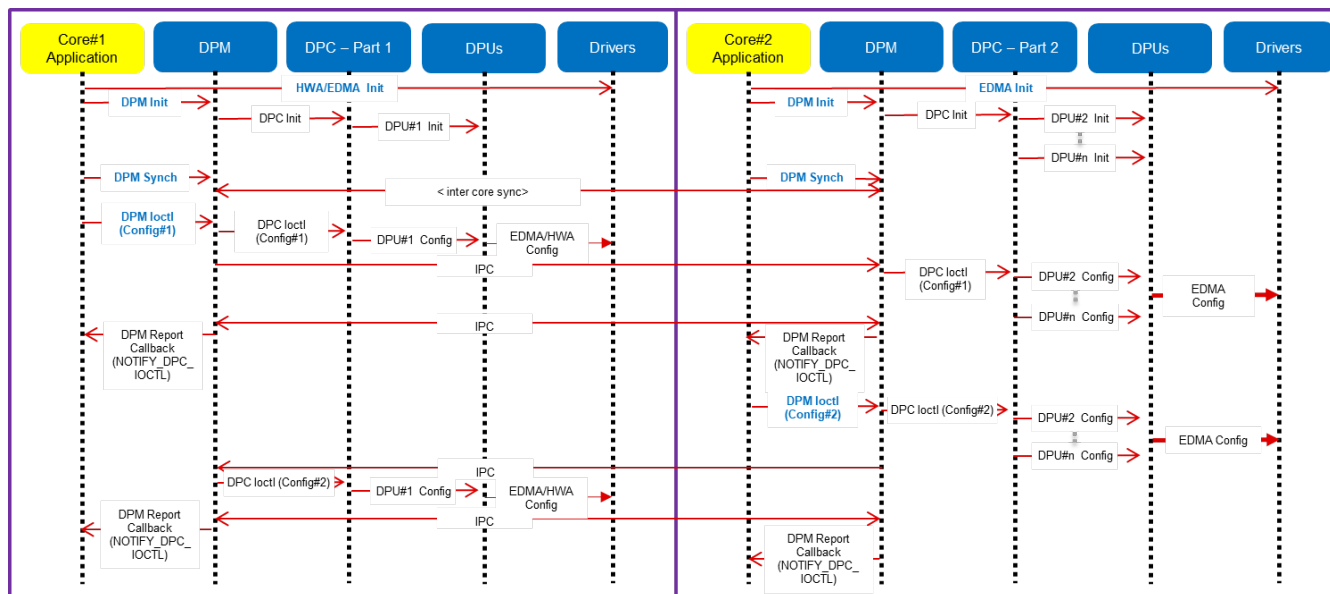 Core#1
Application
DPM
DPC – Part 1
DPUs
Drivers
Core#2
Application
DPM
DPC – Part 2
DPUs
Drivers
HWA/EDMA Init
EDMA Init
DPM Init
DPM Init
DPC Init
DPU#1 Init
DPC Init
DPU#2 Init
DPU#n Init
DPM Synch
DPM Synch
< inter core sync>
DPM Ioctl
(Config#1)
DPC Ioctl
(Config#1)
DPU#1 Config
EDMA/HWA
Config
IPC
DPC Ioctl
(Config#1)
DPU#2 Config
DPU#n Config
EDMA
Config
IPC
DPM Report
Callback
(NOTIFY_DPC_
IOCTL)
DPM Report
Callback
(NOTIFY_DPC_
IOCTL)
DPM Ioctl
(Config#2)
DPC Ioctl (Config#2)
DPU#2 Config
DPU#n Config
EDMA Config
IPC
DPC Ioctl (Config#2)
DPU#1 Config
EDMA/HWA
Config
IPC
DPM Report
Callback
(NOTIFY_DPC_
IOCTL)
DPM Report
Callback
(NOTIFY_DPC_
IOCTL)